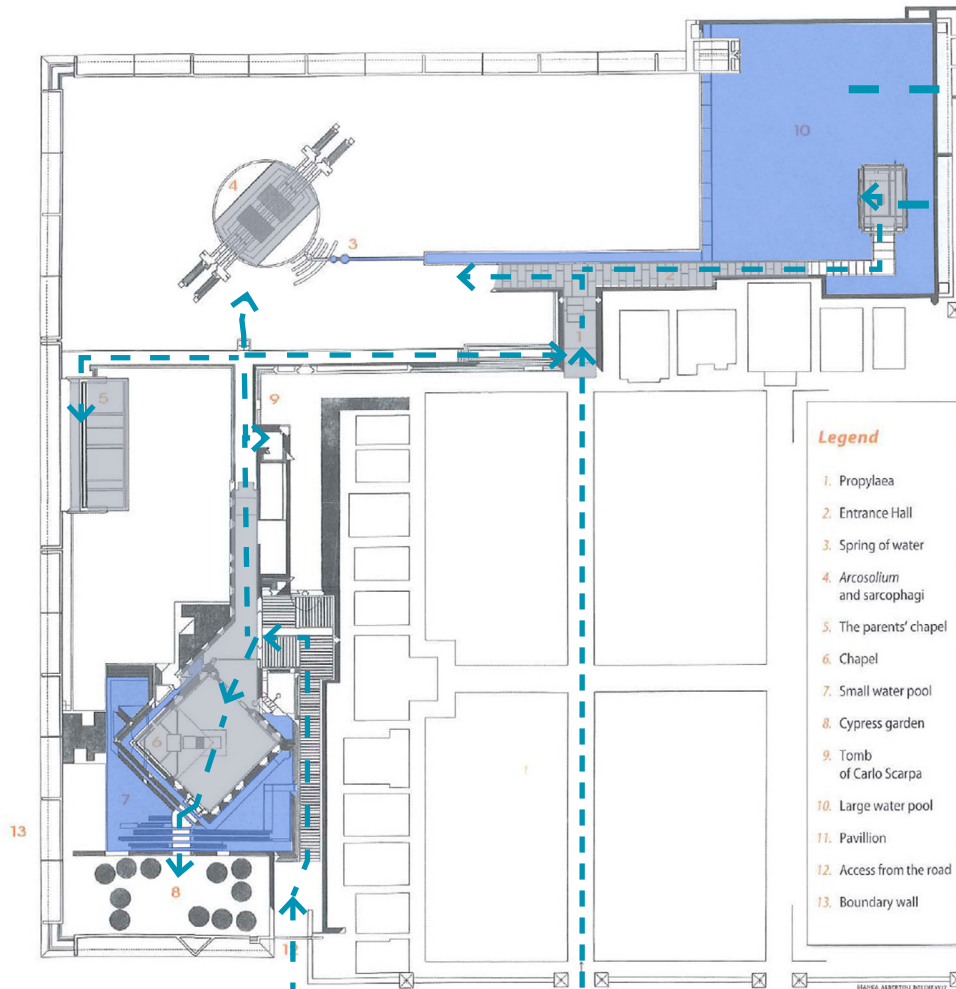 10
4
3
2
1
5
9
Legend
1. Propylaea
2. Entrance Hall
3. Spring of water
4. Arcosolium
and sarcophagi
5. The parents' chapel
6. Chapel
7. Small water pool
8. Cypress garden
9. Tomb
of Carlo Scarpa
10. Large water pool
11. Pavillion
12. Access from the road
13. Boundary wall
6
7
13
8
12